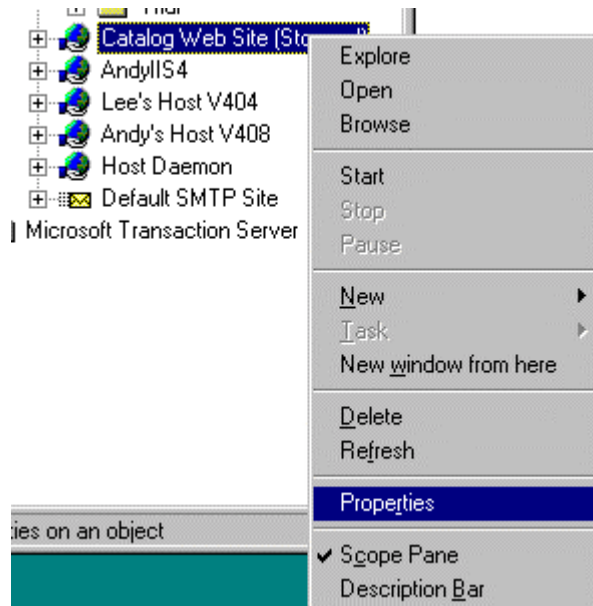 Catalog Web Site (Sto
AndyIIS4
Lee's Host V404
Andy's Host V408
Host Daemon
Default SMTP Site
Microsoft Transaction Server
ies on an object
Explore
Open
Browse
Start
Stop
Pause
New
Task
New window from here
Delete
Refresh
Properties
Scope Pane
Description Bar